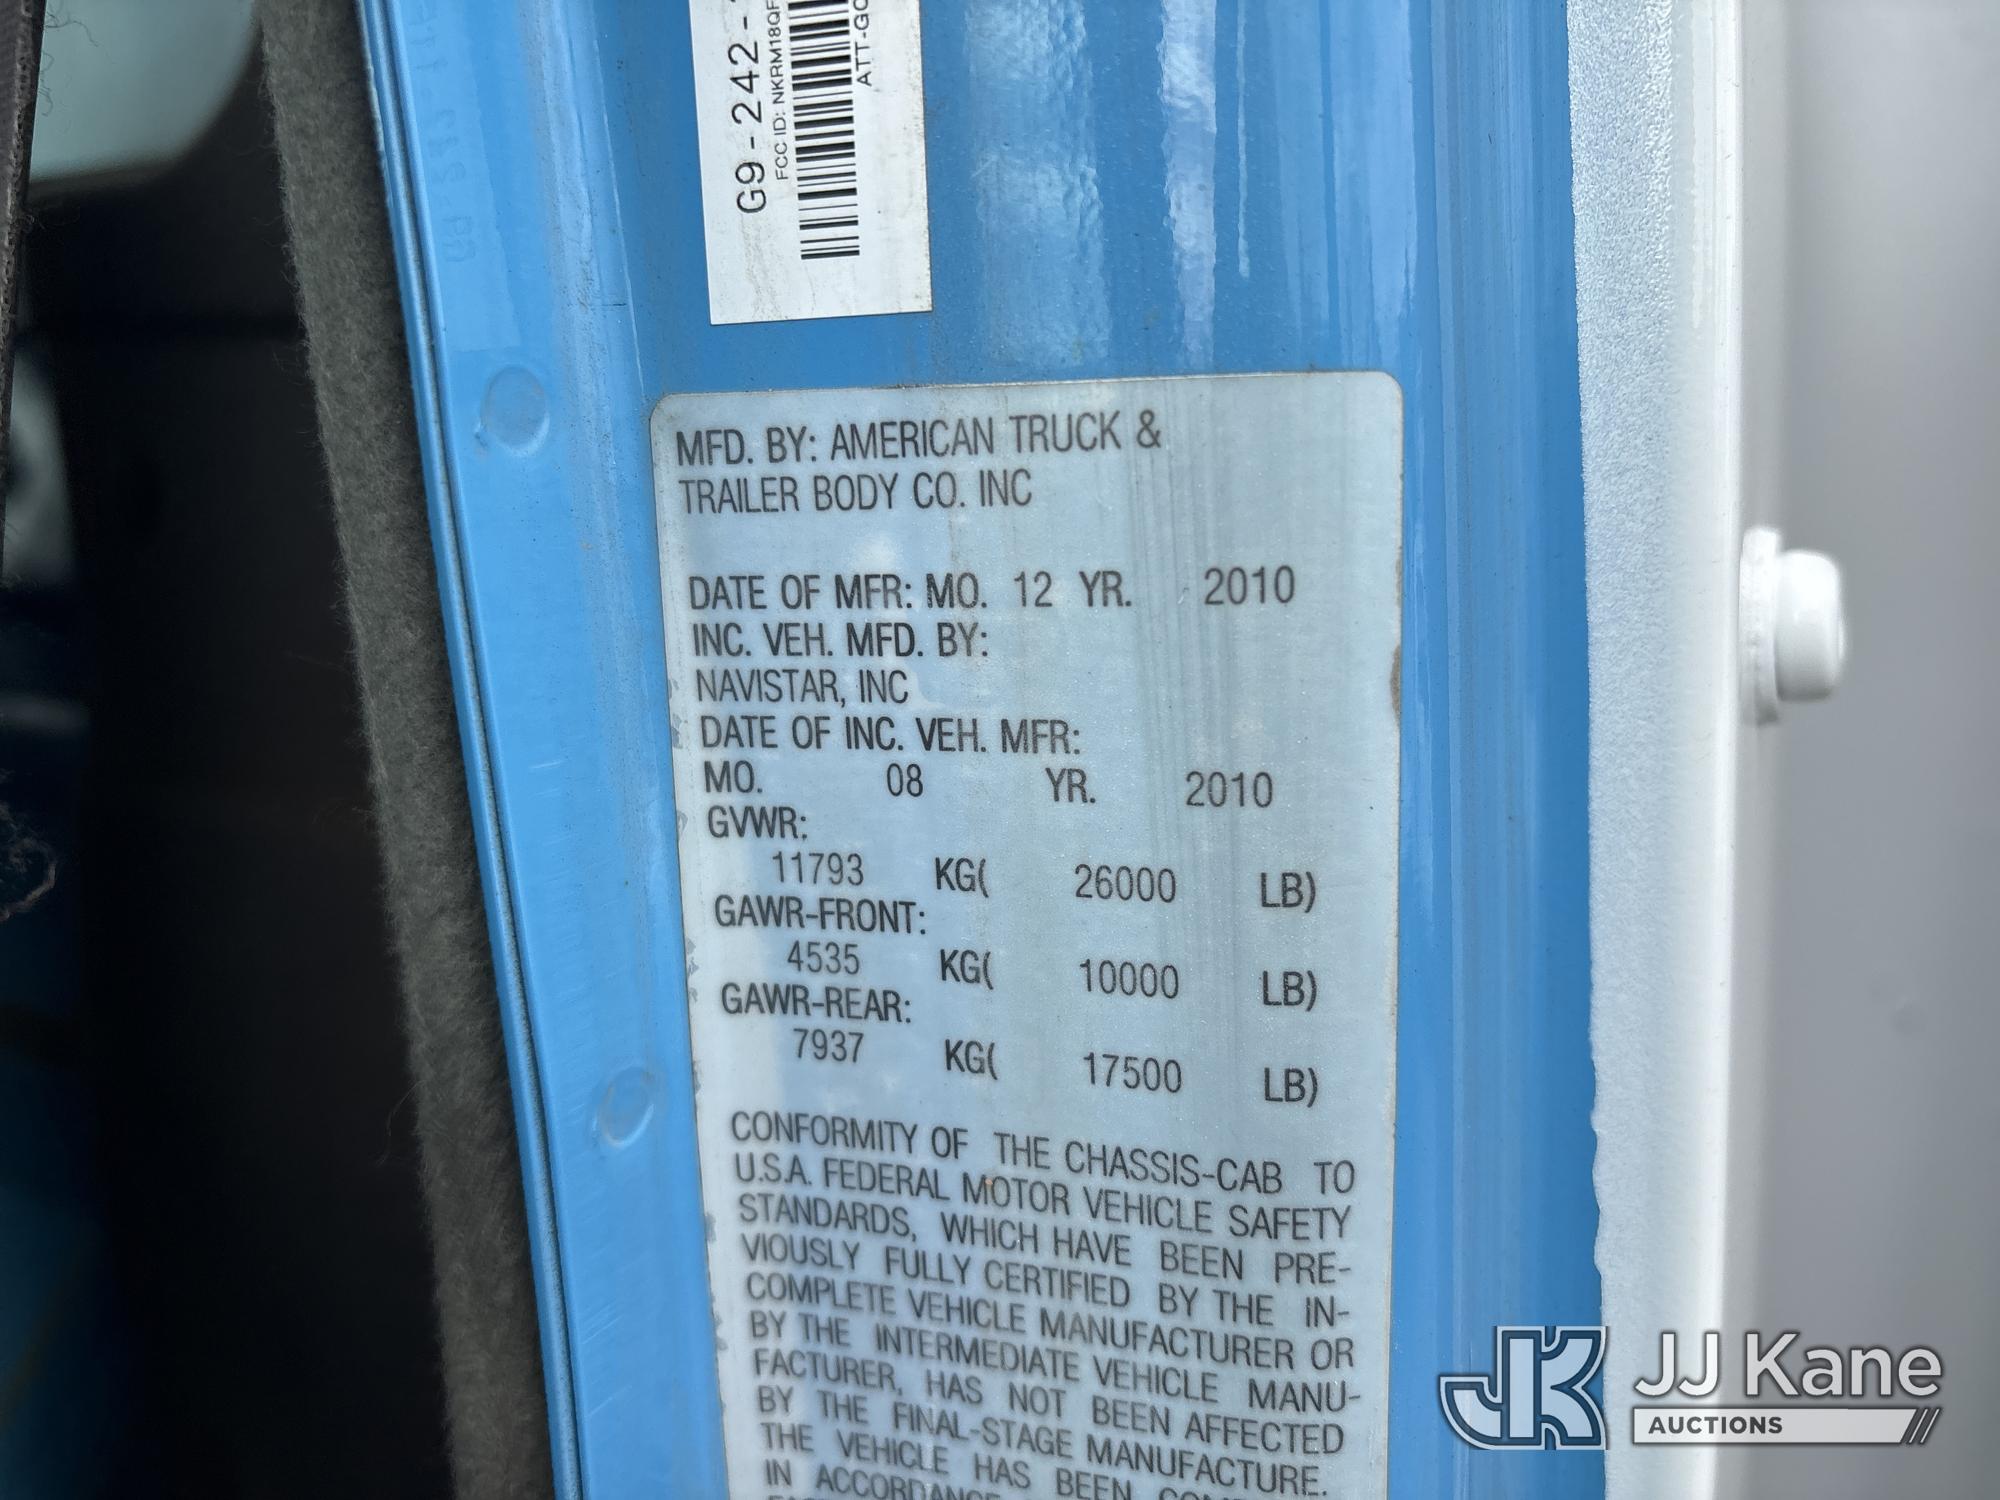 G9-242-
FCC ID: NKRM18QF
MFD. BY: AMERICAN TRUCK &
TRAILER BODY CO. INC
DATE OF MFR: MO. 12 YR. 2010
INC. VEH. MFD. BY:
NAVISTAR, INC
DATE OF INC. VEH. MFR:
MO. 08 YR. 2010
GVWR:
11793 KG( 26000 LB)
GAWR-FRONT:
4535 KG( 10000 LB)
GAWR-REAR:
7937 KG( 17500 LB)
CONFORMITY OF THE CHASSIS-CAB TO
U.S.A. FEDERAL MOTOR VEHICLE SAFETY
STANDARDS, WHICH HAVE BEEN PRE-
VIOUSLY FULLY CERTIFIED BY THE IN-
COMPLETE VEHICLE MANUFACTURER OR
BY THE INTERMEDIATE VEHICLE MANU-
FACTURER, HAS NOT BEEN AFFECTED
BY THE FINAL-STAGE MANUFACTURE.
THE VEHICLE HAS BEEN
IN
JK JJ Kane
AUCTIONS